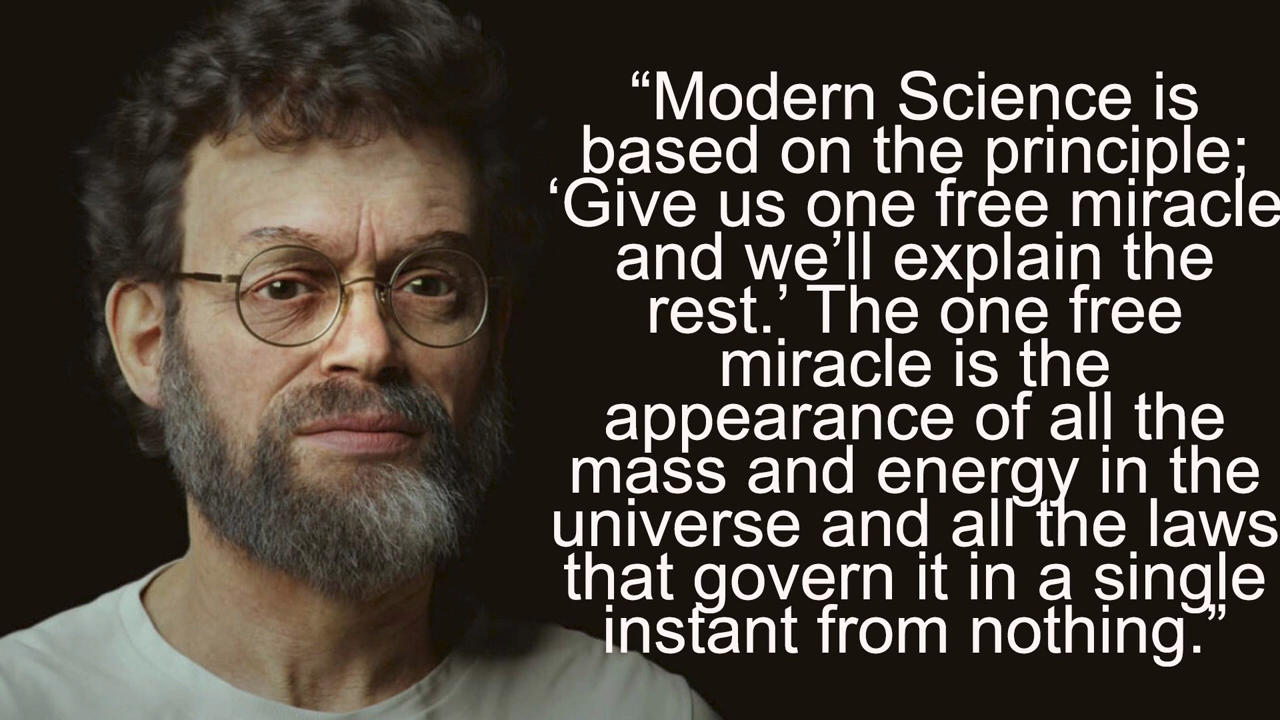 “Modern Science is
based on the principle;
‘Give us one free miracle
and we’ll explain the
rest.’ The one free
miracle is the
appearance of all the
mass and energy in the
universe and all the laws
that govern it in a single
instant from nothing.”